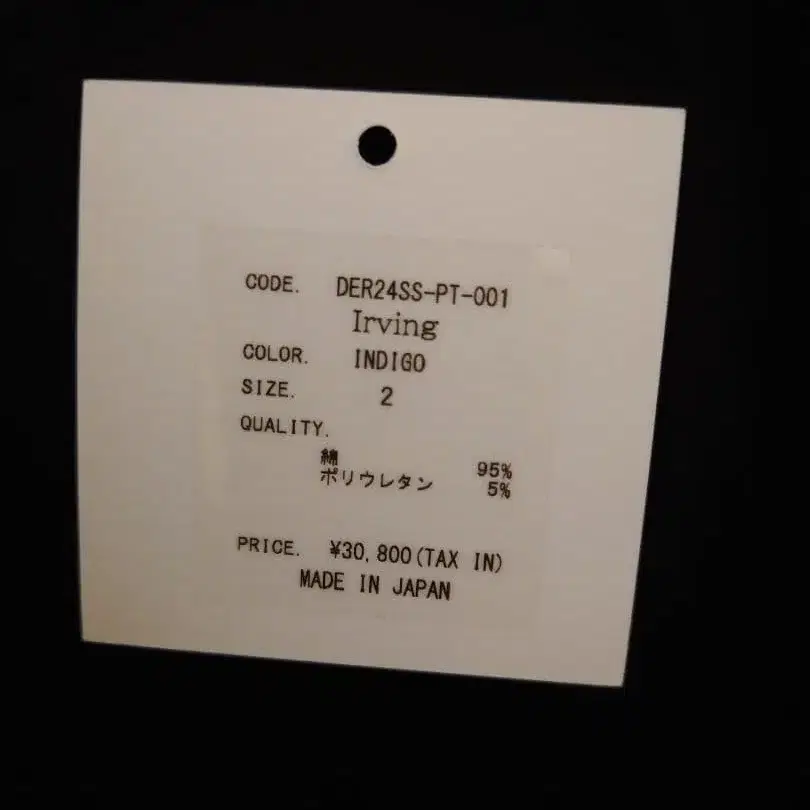 CODE. DER24SS-PT-001
Irving
COLOR. INDIGO
SIZE. 2
QUALITY.
綿 95%
ポリウレタン 5%
PRICE. ¥30,800(TAX IN)
MADE IN JAPAN